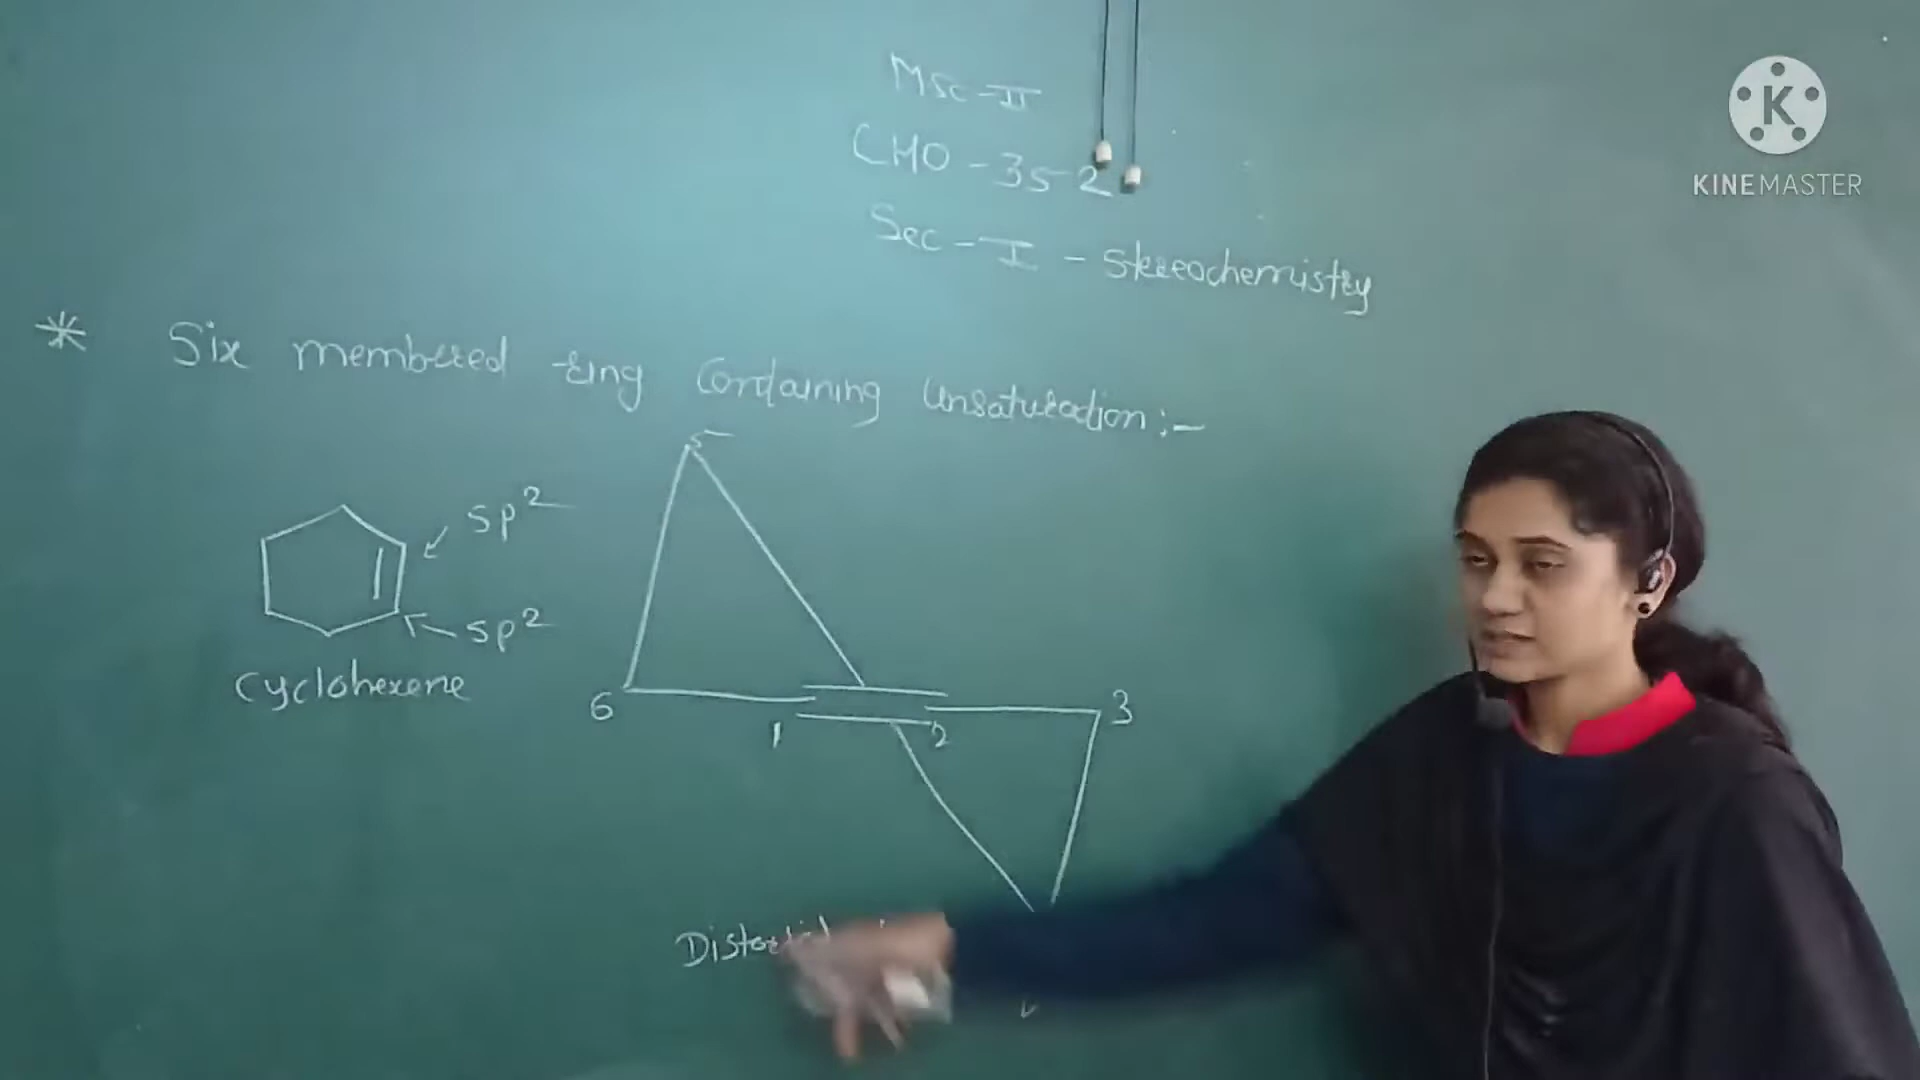 MSc-II
CHO-35 2
Sec-I - Stereochemistry
* Six membered ring Containing Unsaturation:-
5
sp2
sp2
Cyclohexene
6
1
2
3
KINEMASTER